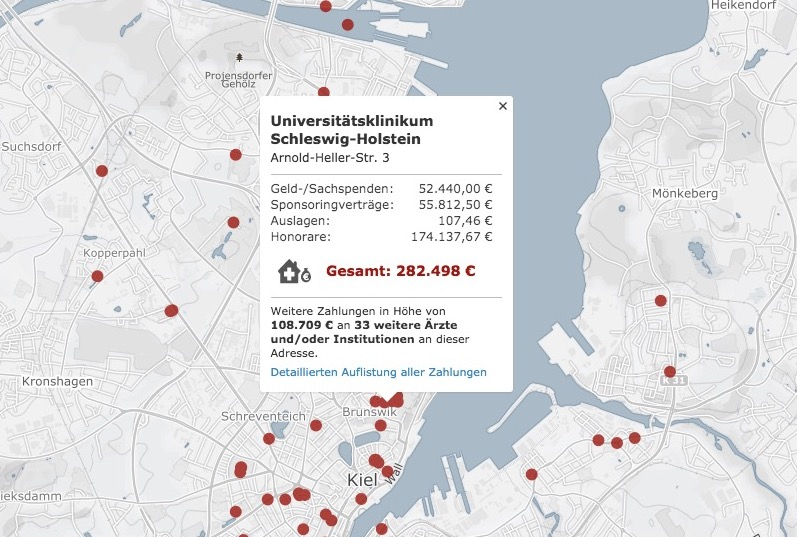 Heikendorf
Projensdorfer
Gehölz
Suchsdorf
Universitätsklinikum
Schleswig-Holstein
Arnold-Heller-Str. 3
Geld-/Sachspenden: 52.440,00 €
Sponsoringverträge: 55.812,50 €
Auslagen: 107,46 €
Honorare: 174.137,67 €
Gesamt: 282.498 €
Weitere Zahlungen in Höhe von
108.709 € an 33 weitere Ärzte
und/oder Institutionen an dieser
Adresse.
Detaillierten Auflistung aller Zahlungen
Mönkeberg
Kopperpahl
Kronshagen
K 31
Schreventeich
Brunswik
Kiel
Wall
ieksdamm